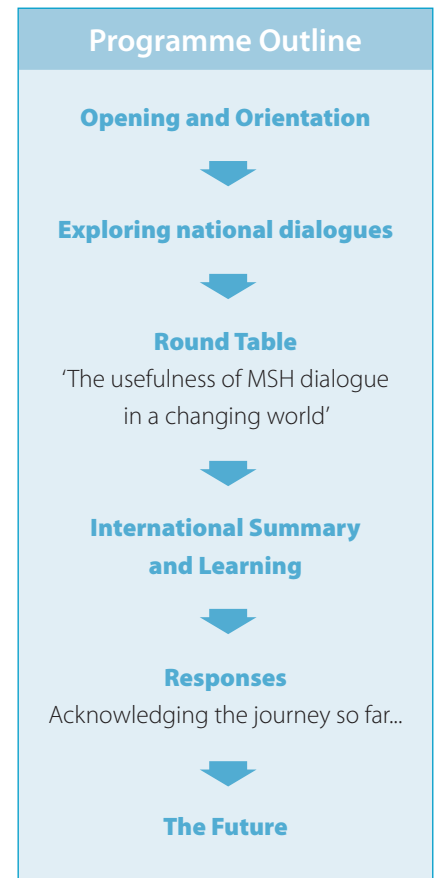 Programme Outline
Opening and Orientation
Exploring national dialogues
Round Table
‘The usefulness of MSH dialogue
in a changing world’
International Summary
and Learning
Responses
Acknowledging the journey so far...
The Future